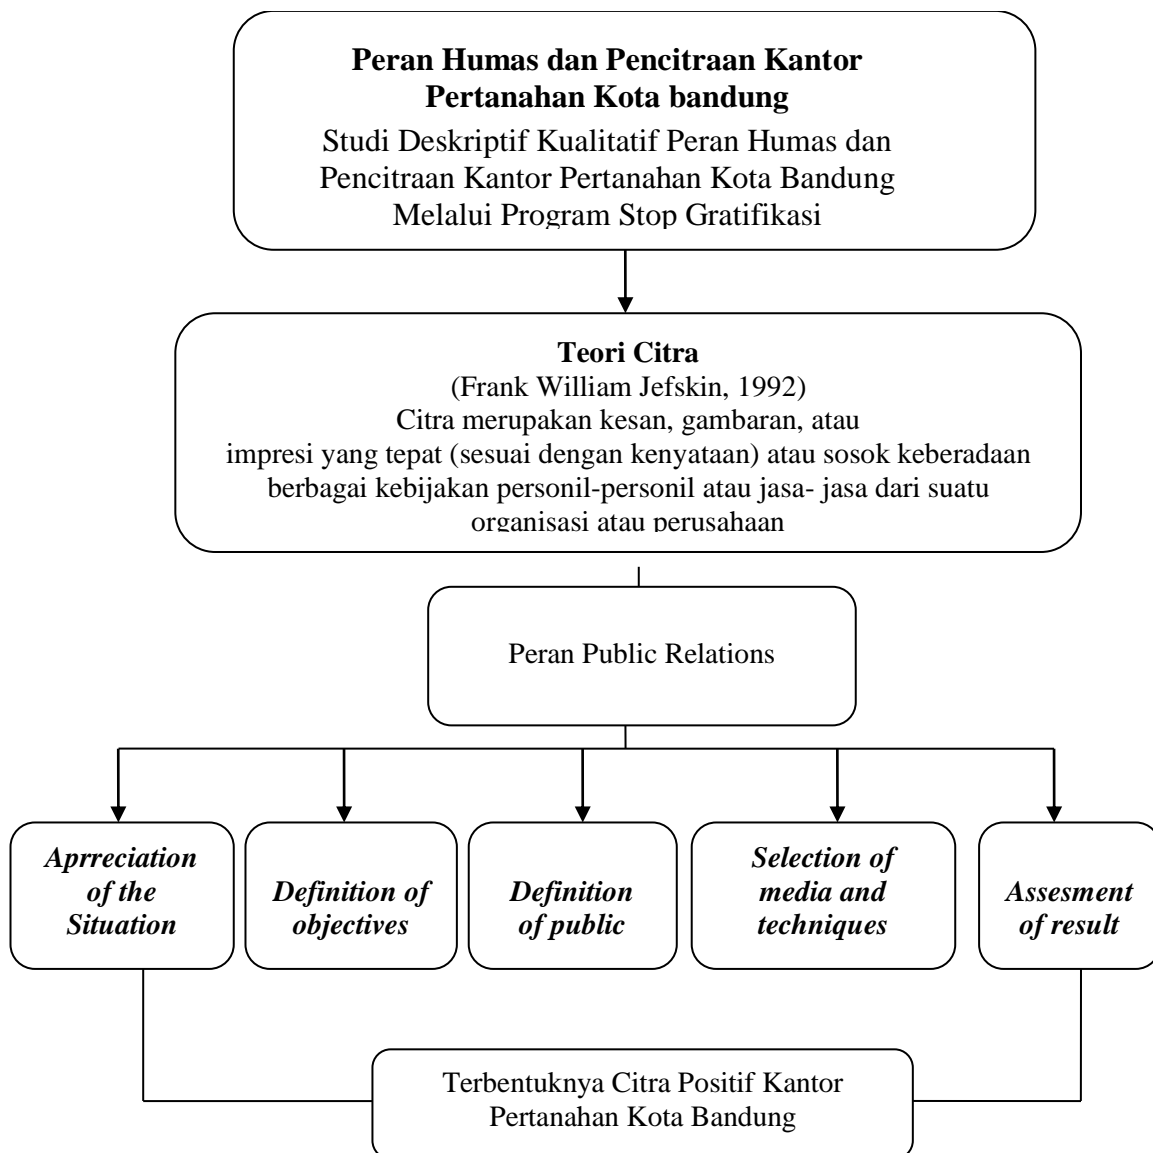 Peran Humas dan Pencitraan Kantor
Pertanahan Kota bandung
Studi Deskriptif Kualitatif Peran Humas dan
Pencitraan Kantor Pertanahan Kota Bandung
Melalui Program Stop Gratifikasi
Teori Citra
(Frank William Jefskin, 1992)
Citra merupakan kesan, gambaran, atau
impresi yang tepat (sesuai dengan kenyataan) atau sosok keberadaan
berbagai kebijakan personil-personil atau jasa- jasa dari suatu
organisasi atau perusahaan
Peran Public Relations
Aprreciation
of the
Situation
Definition of
objectives
Definition
of public
Selection of
media and
techniques
Assesment
of result
Terbentuknya Citra Positif Kantor
Pertanahan Kota Bandung